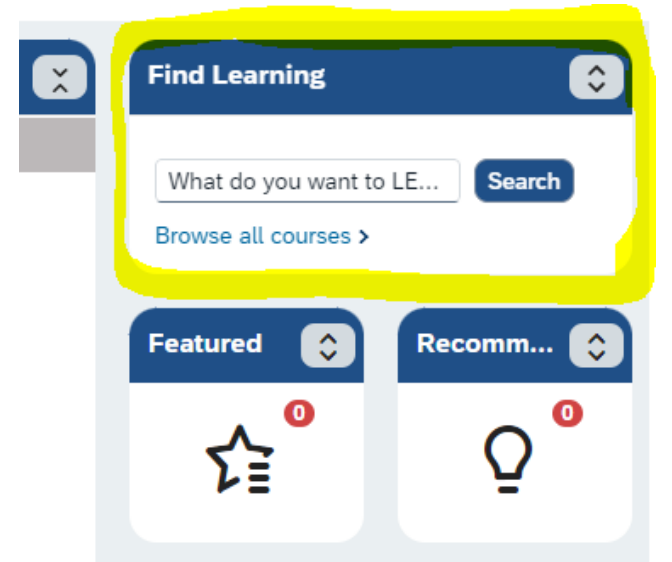 Find Learning
What do you want to LE... Search
Browse all courses >
Featured Recomm...
0 0